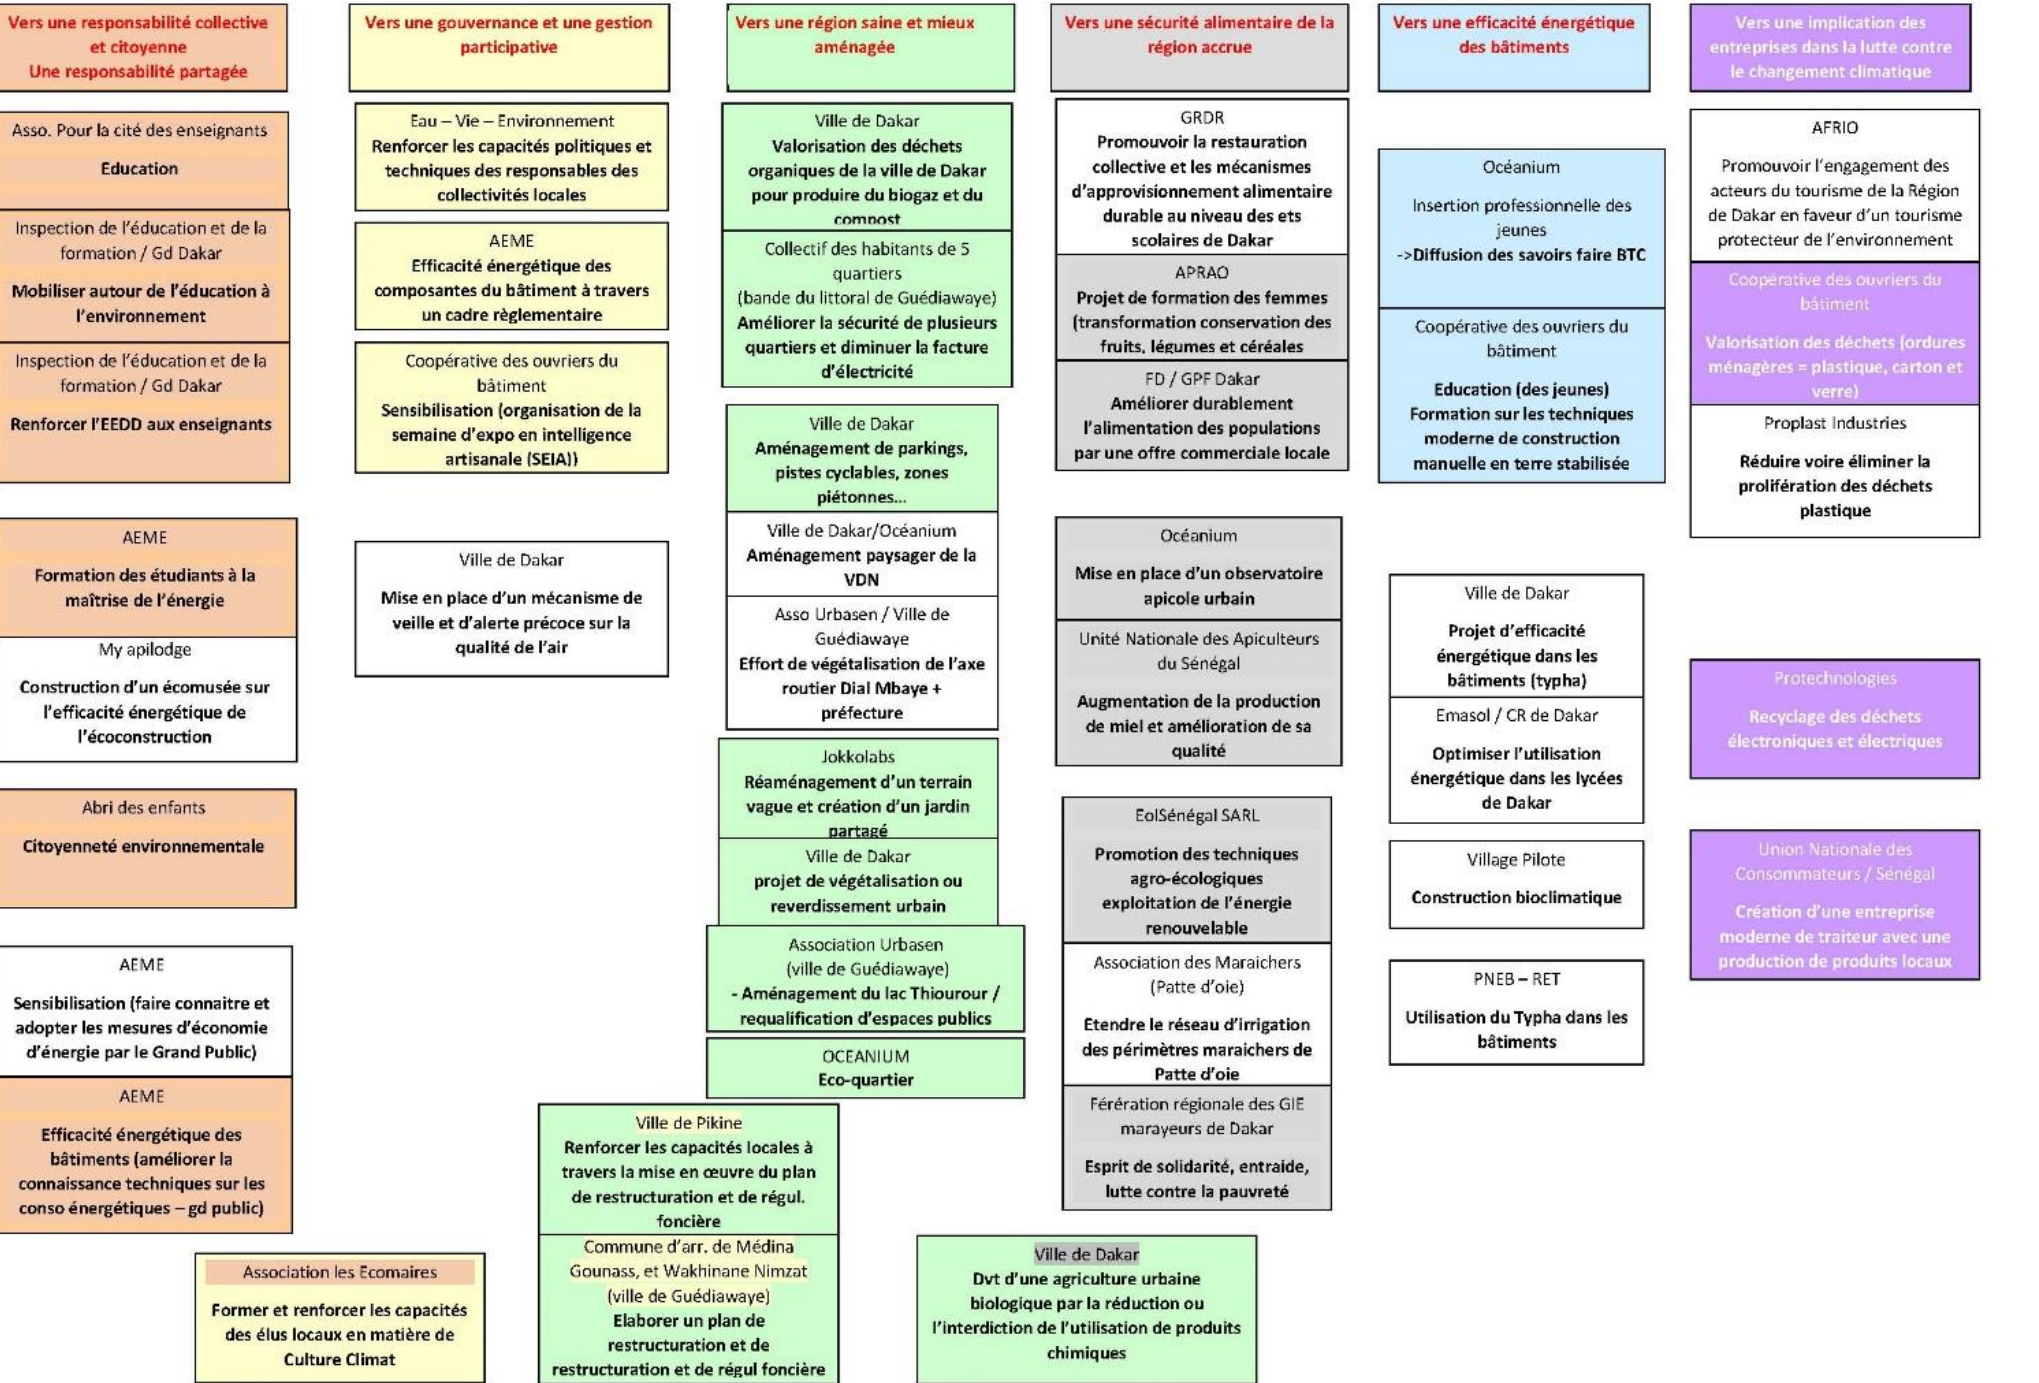 Vers une responsabilité collective
et citoyenne
Une responsabilité partagée
Asso. Pour la cité des enseignants
Education
Inspection de l'éducation et de la
formation / Gd Dakar
Mobiliser autour de l'éducation à
l'environnement
Inspection de l'éducation et de la
formation / Gd Dakar
Renforcer l'EEDD aux enseignants
AEME
Formation des étudiants à la
maîtrise de l'énergie
My apilodge
Construction d'un écomusée sur
l'efficacité énergétique de
l'écoconstruction
Abri des enfants
Citoyenneté environnementale
AEME
Sensibilisation (faire connaitre et
adopter les mesures d'économie
d'énergie par le Grand Public)
AEME
Efficacité énergétique des
bâtiments (améliorer la
connaissance techniques sur les
conso énergétiques – gd public)
Association les Ecomaires
Former et renforcer les capacités
des élus locaux en matière de
Culture Climat
Vers une gouvernance et une gestion
participative
Eau – Vie – Environnement
Renforcer les capacités politiques et
techniques des responsables des
collectivités locales
AEME
Efficacité énergétique des
composantes du bâtiment à travers
un cadre règlementaire
Coopérative des ouvriers du
bâtiment
Sensibilisation (organisation de la
semaine d'expo en intelligence
artisanale (SEIA))
Ville de Dakar
Mise en place d'un mécanisme de
veille et d'alerte précoce sur la
qualité de l'air
Vers une région saine et mieux
aménagée
Ville de Dakar
Valorisation des déchets
organiques de la ville de Dakar
pour produire du biogaz et du
compost
Collectif des habitants de 5
quartiers
(bande du littoral de Guédiawaye)
Améliorer la sécurité de plusieurs
quartiers et diminuer la facture
d'électricité
Ville de Dakar
Aménagement de parkings,
pistes cyclables, zones
piétonnes...
Ville de Dakar/Océanium
Aménagement paysager de la
VDN
Asso Urbasen / Ville de
Guédiawaye
Effort de végétalisation de l'axe
routier Dial Mbaye +
préfecture
Jokkolabs
Réaménagement d'un terrain
vague et création d'un jardin
partagé
Ville de Dakar
projet de végétalisation ou
reverdissement urbain
Association Urbasen
(ville de Guédiawaye)
- Aménagement du lac Thiourour /
requalification d'espaces publics
OCEANIUM
Eco-quartier
Ville de Pikine
Renforcer les capacités locales à
travers la mise en œuvre du plan
de restructuration et de régul.
foncière
Commune d'arr. de Médina
Gounass, et Wakhinane Nimzat
(ville de Guédiawaye)
Elaborer un plan de
restructuration et de
restructuration et de régul foncière
Vers une sécurité alimentaire de la
région accrue
GRDR
Promouvoir la restauration
collective et les mécanismes
d'approvisionnement alimentaire
durable au niveau des ets
scolaires de Dakar
APRAO
Projet de formation des femmes
(transformation conservation des
fruits, légumes et céréales
FD / GPF Dakar
Améliorer durablement
l'alimentation des populations
par une offre commerciale locale
Océanium
Mise en place d'un observatoire
apicole urbain
Unité Nationale des Apiculteurs
du Sénégal
Augmentation de la production
de miel et amélioration de sa
qualité
EolSénégal SARL
Promotion des techniques
agro-écologiques
exploitation de l'énergie
renouvelable
Association des Maraichers
(Patte d'oie)
Etendre le réseau d'irrigation
des périmètres maraichers de
Patte d'oie
Férération régionale des GIE
marayeurs de Dakar
Esprit de solidarité, entraide,
lutte contre la pauvreté
Ville de Dakar
Dvt d'une agriculture urbaine
biologique par la réduction ou
l'interdiction de l'utilisation de produits
chimiques
Vers une efficacité énergétique
des bâtiments
Océanium
Insertion professionnelle des
jeunes
->Diffusion des savoirs faire BTC
Coopérative des ouvriers du
bâtiment
Education (des jeunes)
Formation sur les techniques
moderne de construction
manuelle en terre stabilisée
Ville de Dakar
Projet d'efficacité
énergétique dans les
bâtiments (typha)
Emasol / CR de Dakar
Optimiser l'utilisation
énergétique dans les lycées
de Dakar
Village Pilote
Construction bioclimatique
PNEB – RET
Utilisation du Typha dans les
bâtiments
Vers une implication des
entreprises dans la lutte contre
le changement climatique
AFRIO
Promouvoir l'engagement des
acteurs du tourisme de la Région
de Dakar en faveur d'un tourisme
protecteur de l'environnement
Coopérative des ouvriers du
bâtiment
Valorisation des déchets (ordures
ménagères = plastique, carton et
verre)
Proplast Industries
Réduire voire éliminer la
prolifération des déchets
plastique
Protechnologies
Recyclage des déchets
électroniques et électriques
Union Nationale des
Consommateurs / Sénégal
Création d'une entreprise
moderne de traiteur avec une
production de produits locaux